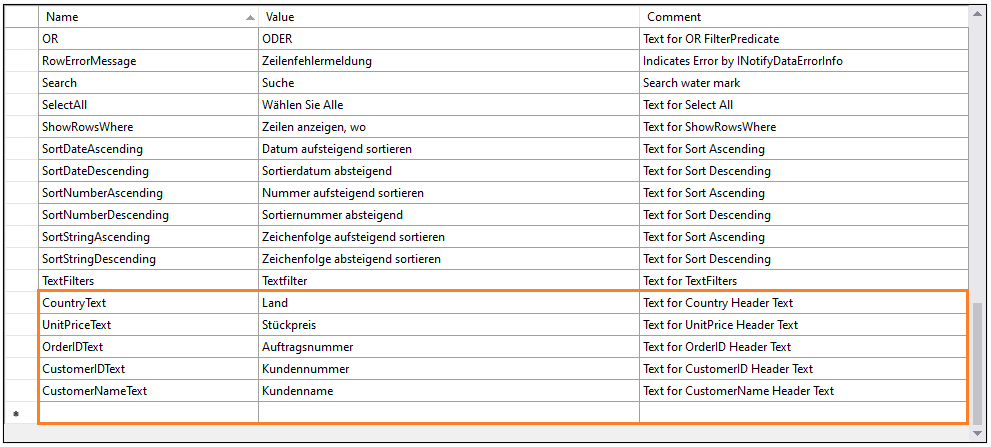 Name Value Comment
OR ODER Text for OR FilterPredicate
RowErrorMessage Zeilenfehlermeldung Indicates Error by INotifyDataErrorInfo
Search Suche Search water mark
SelectAll Wählen Sie Alle Text for Select All
ShowRowsWhere Zeilen anzeigen, wo Text for ShowRowsWhere
SortDateAscending Datum aufsteigend sortieren Text for Sort Ascending
SortDateDescending Sortierdatum absteigend Text for Sort Descending
SortNumberAscending Nummer aufsteigend sortieren Text for Sort Ascending
SortNumberDescending Sortiernummer absteigend Text for Sort Descending
SortStringAscending Zeichenfolge aufsteigend sortieren Text for Sort Ascending
SortStringDescending Zeichenfolge absteigend sortieren Text for Sort Descending
TextFilters Textfilter Text for TextFilters
CountryText Land Text for Country Header Text
UnitPriceText Stückpreis Text for UnitPrice Header Text
OrderIDText Auftragsnummer Text for OrderID Header Text
CustomerIDText Kundennummer Text for CustomerID Header Text
CustomerNameText Kundenname Text for CustomerName Header Text
*